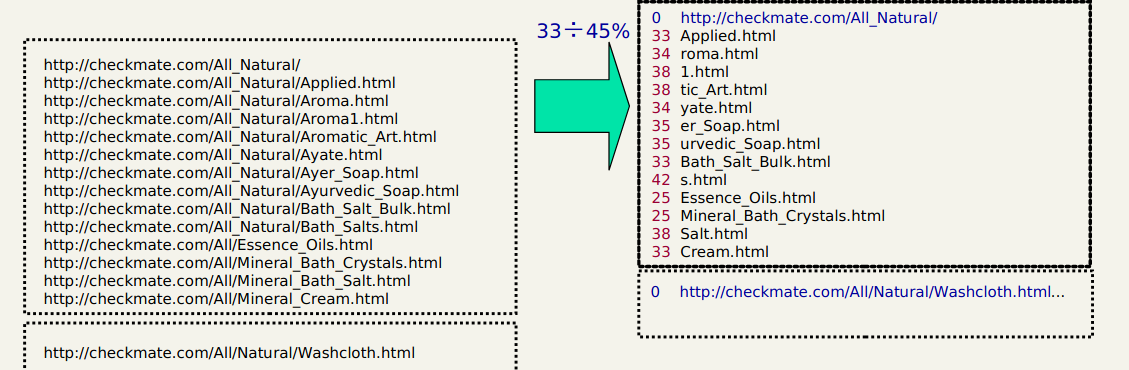 http://checkmate.com/All_Natural/
http://checkmate.com/All_Natural/Applied.html
http://checkmate.com/All_Natural/Aroma.html
http://checkmate.com/All_Natural/Aroma1.html
http://checkmate.com/All_Natural/Aromatic_Art.html
http://checkmate.com/All_Natural/Ayate.html
http://checkmate.com/All_Natural/Ayer_Soap.html
http://checkmate.com/All_Natural/Ayurvedic_Soap.html
http://checkmate.com/All_Natural/Bath_Salt_Bulk.html
http://checkmate.com/All_Natural/Bath_Salts.html
http://checkmate.com/All/Essence_Oils.html
http://checkmate.com/All/Mineral_Bath_Crystals.html
http://checkmate.com/All/Mineral_Bath_Salt.html
http://checkmate.com/All/Mineral_Cream.html
http://checkmate.com/All/Natural/Washcloth.html
33÷45%
0 http://checkmate.com/All_Natural/
33 Applied.html
34 roma.html
38 1.html
38 tic_Art.html
34 yate.html
35 er_Soap.html
35 urvedic_Soap.html
33 Bath_Salt_Bulk.html
42 s.html
25 Essence_Oils.html
25 Mineral_Bath_Crystals.html
38 Salt.html
33 Cream.html
0 http://checkmate.com/All/Natural/Washcloth.html...